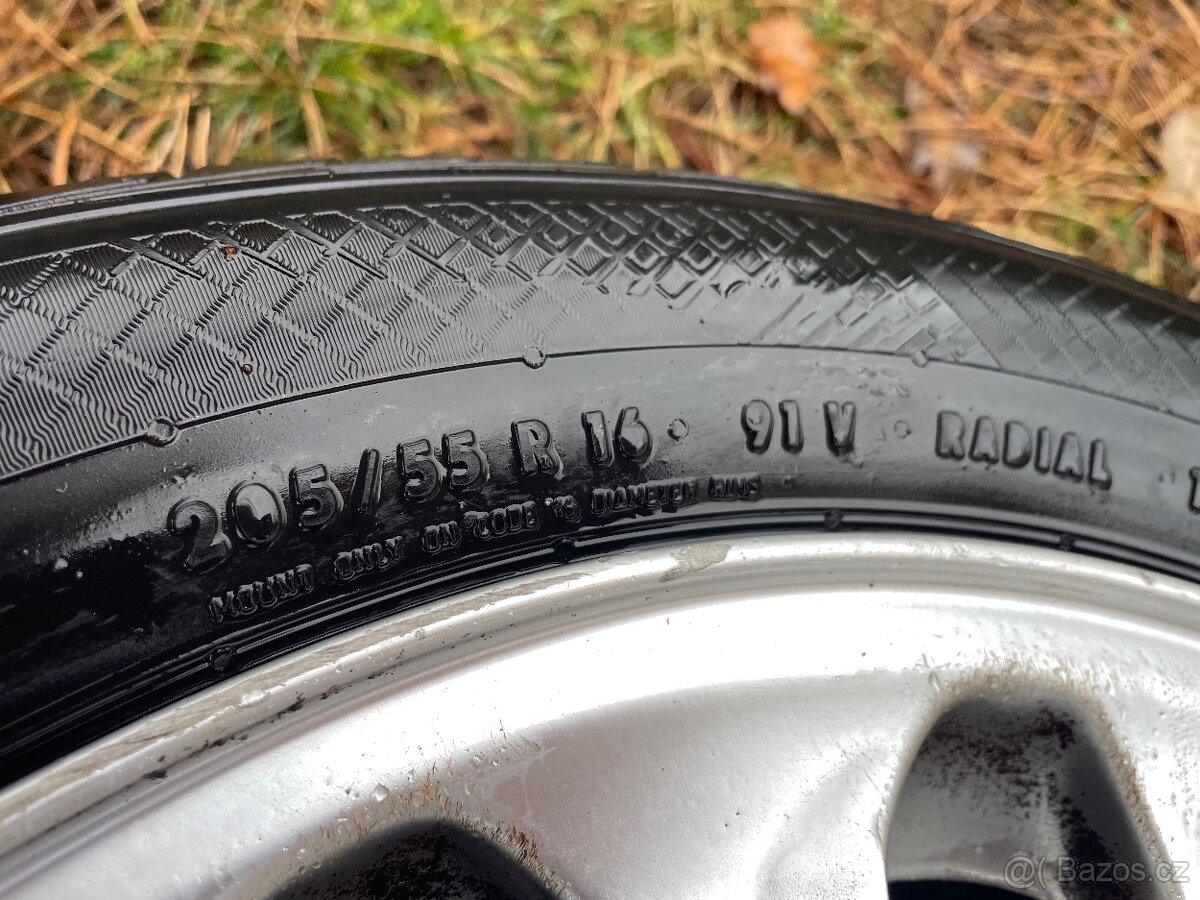 205/55 R 16 91 V RADIAL
MOUNT ONLY ON CODE 16 DIAMETER RIMS
Bazos.cz